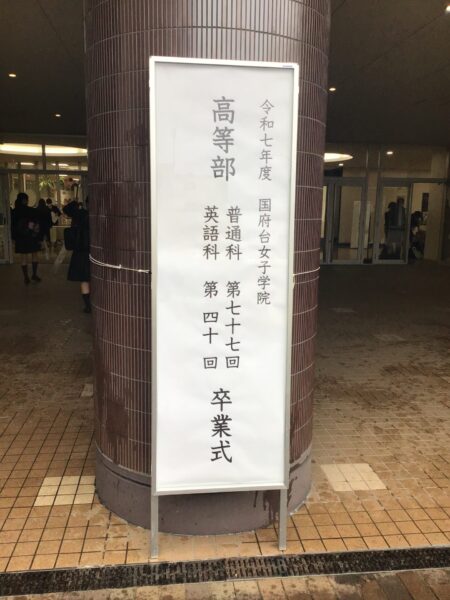 令和七年度　国府台女子学院
高等部
普通科　第七十七回
英語科　第四十回
卒業式